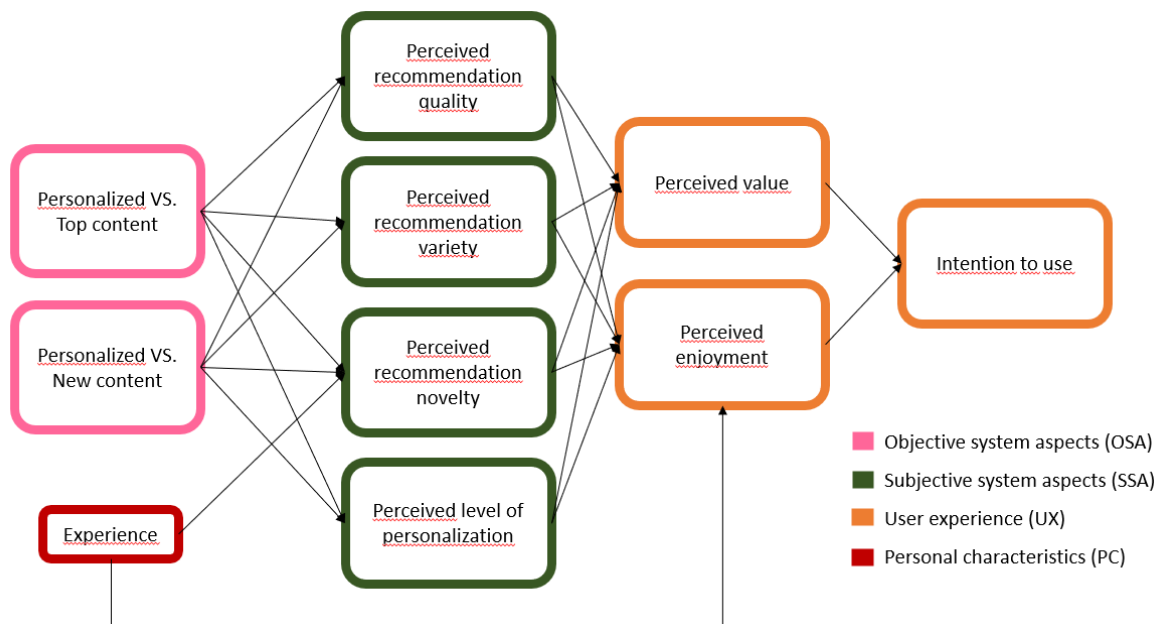 Perceived
recommendation
quality
Personalized VS.
Top content
Perceived
recommendation
variety
Perceived value
Intention to use
Personalized VS.
New content
Perceived
recommendation
novelty
Perceived
enjoyment
Experience
Perceived level of
personalization
Objective system aspects (OSA)
Subjective system aspects (SSA)
User experience (UX)
Personal characteristics (PC)